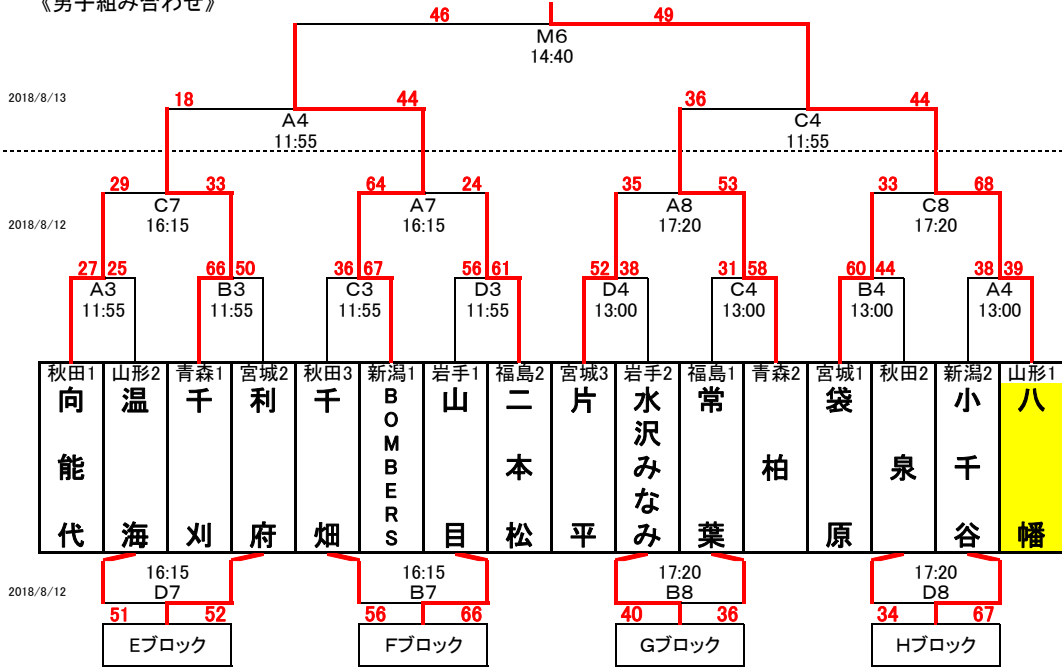 《男子組み合わせ》
46 49
M6
14:40
2018/8/13
18 44 36 44
A4 C4
11:55 11:55
29 33 64 24 35 53 33 68
C7 A7 A8 C8
2018/8/12
16:15 16:15 17:20 17:20
27 25 66 50 36 67 56 61 52 38 31 58 60 44 38 39
A3 B3 C3 D3 D4 C4 B4 A4
11:55 11:55 11:55 11:55 13:00 13:00 13:00 13:00
秋田1 山形2 青森1 宮城2 秋田3 新潟1 岩手1 福島2 宮城3 岩手2 福島1 青森2 宮城1 秋田2 新潟2 山形1
向能代
温海
千刈
利府
千畑
BOMBERS
山目
二本松
片平
水沢みなみ
常葉
柏
袋原
泉
小千谷
八幡
16:15 16:15 17:20 17:20
2018/8/12
D7 B7 B8 D8
51 52 56 66 40 36 34 67
Eブロック Fブロック Gブロック Hブロック